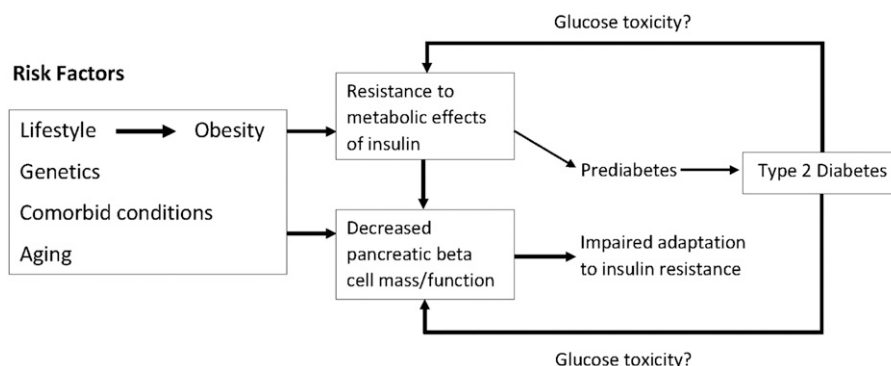 Glucose toxicity?
Risk Factors
Lifestyle Obesity
Genetics
Comorbid conditions
Aging
Resistance to
metabolic effects
of insulin
Prediabetes
Type 2 Diabetes
Decreased
pancreatic beta
cell mass/function
Impaired adaptation
to insulin resistance
Glucose toxicity?